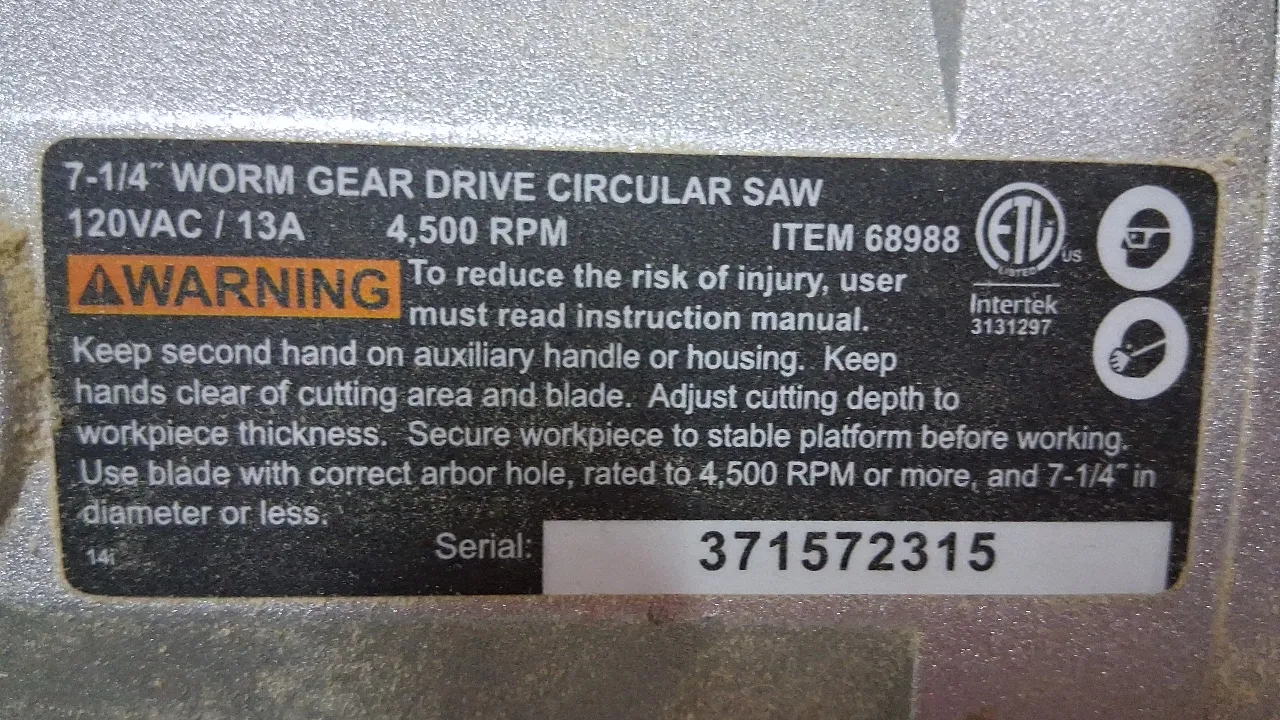 7-1/4˝ WORM GEAR DRIVE CIRCULAR SAW
120VAC / 13A 4,500 RPM ITEM 68988
WARNING To reduce the risk of injury, user
must read instruction manual.
Keep second hand on auxiliary handle or housing. Keep
hands clear of cutting area and blade. Adjust cutting depth to
workpiece thickness. Secure workpiece to stable platform before working.
Use blade with correct arbor hole, rated to 4,500 RPM or more, and 7-1/4˝ in
diameter or less.
14i
Serial: 371572315
ETL US
LISTED
Intertek
3131297